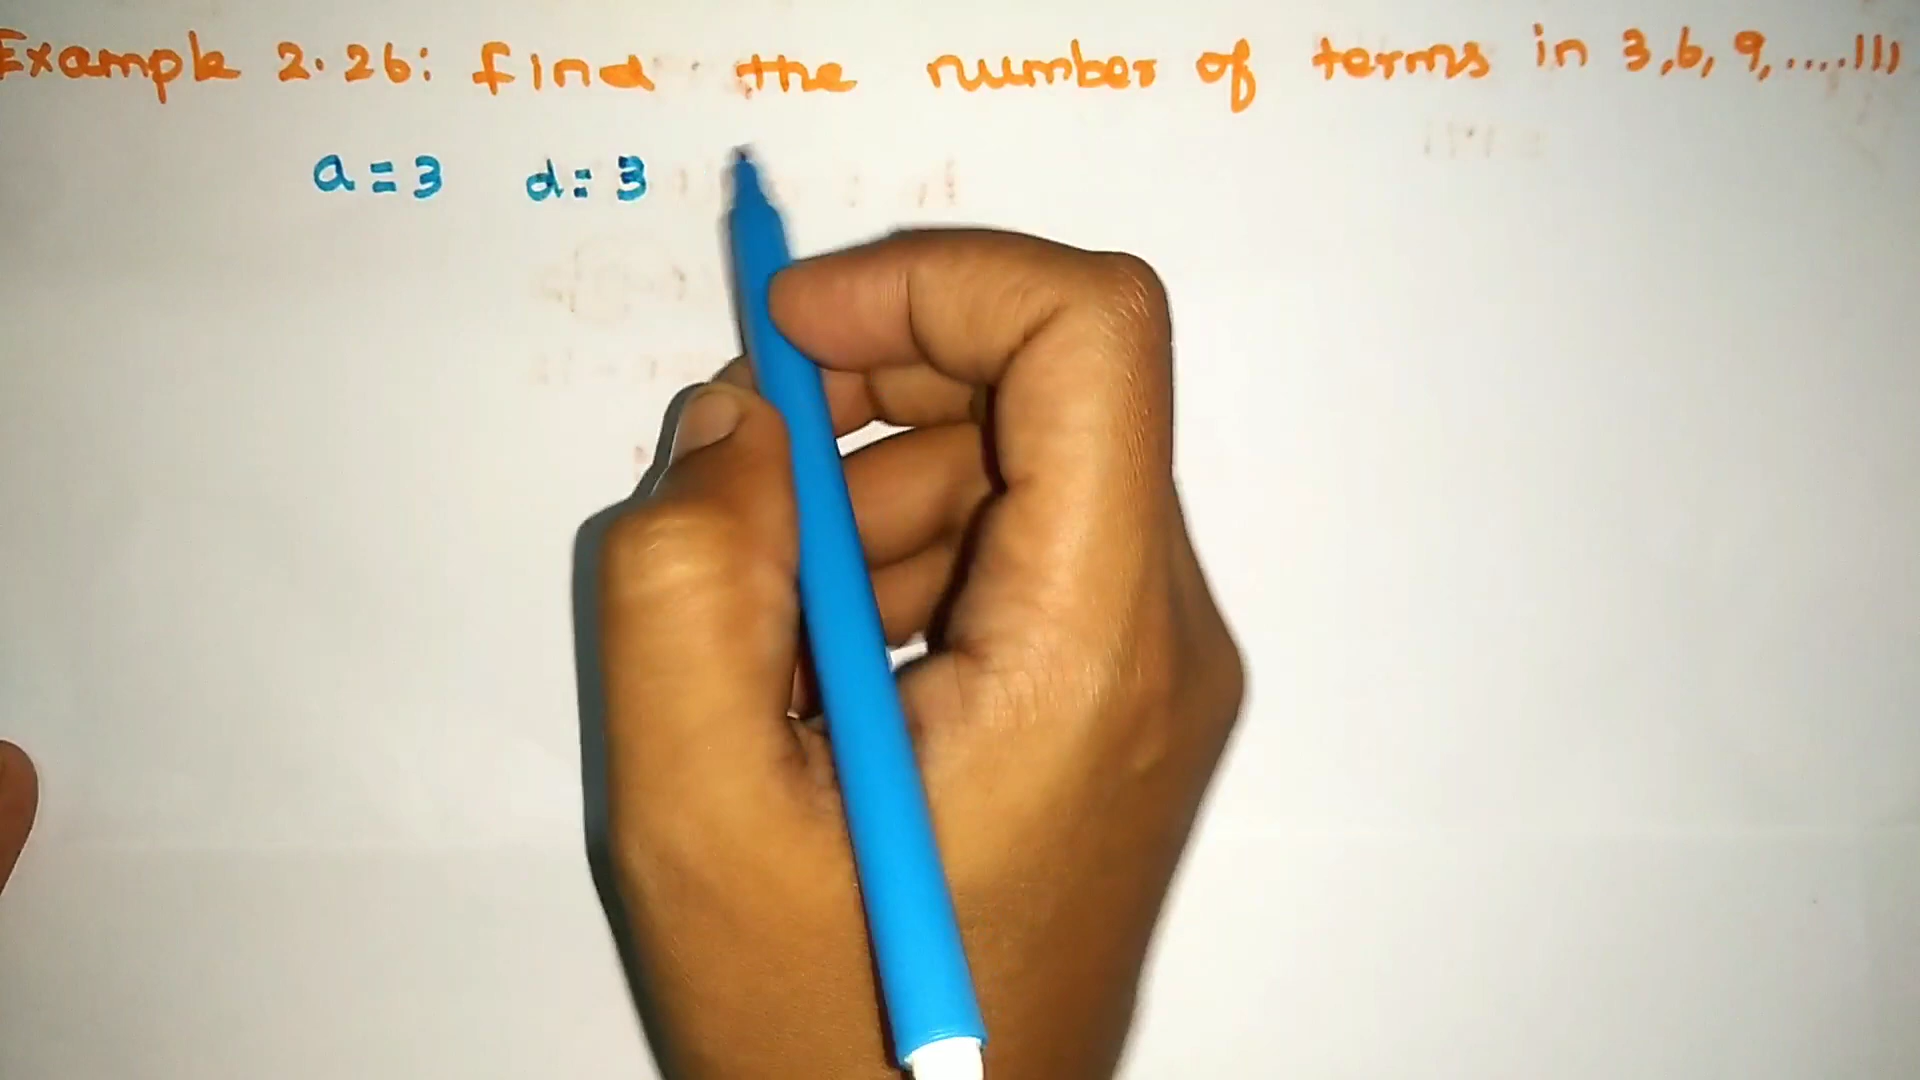 Example 2.26: Find the number of terms in 3,6,9,....111
a=3 d=3